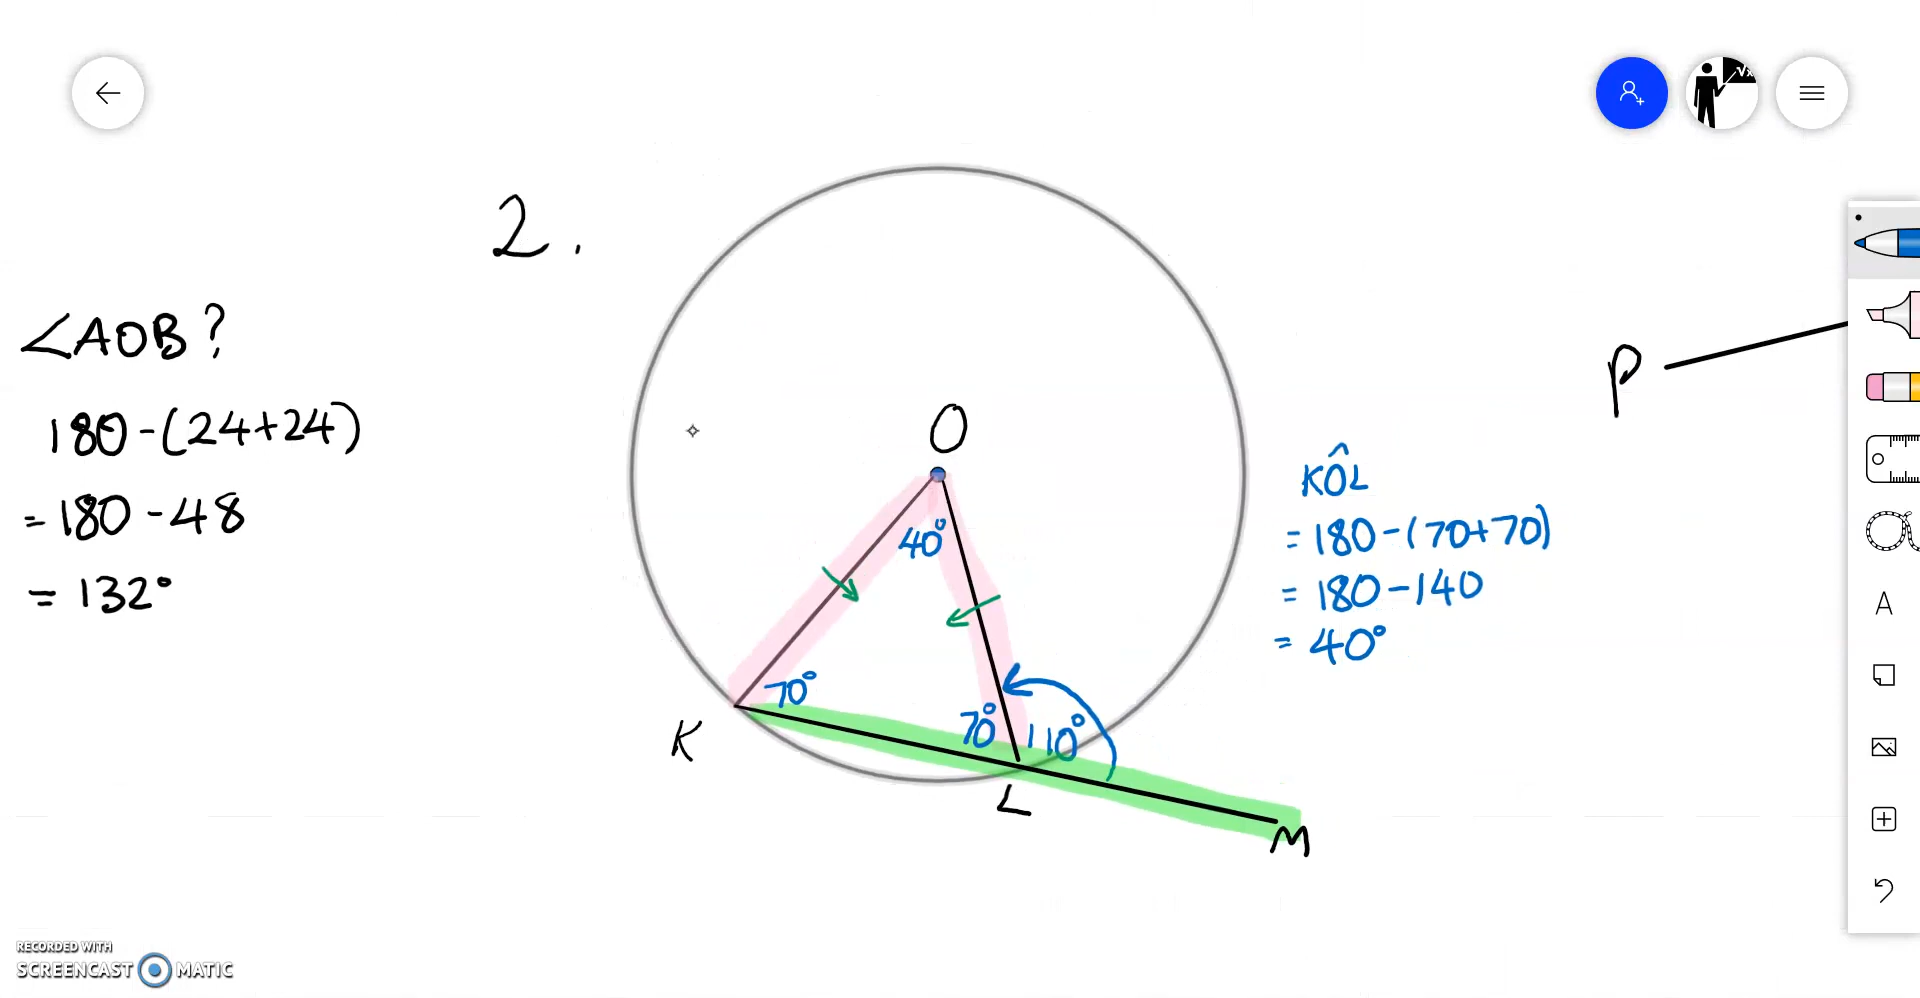 2.
∠AOB?
180-(24+24)
=180-48
= 132°
O
40°
70°
70°
110°
K
L
M
KÔL
= 180-(70+70)
= 180-140
= 40°
P
√x
A
RECORDED WITH
SCREENCAST MATIC